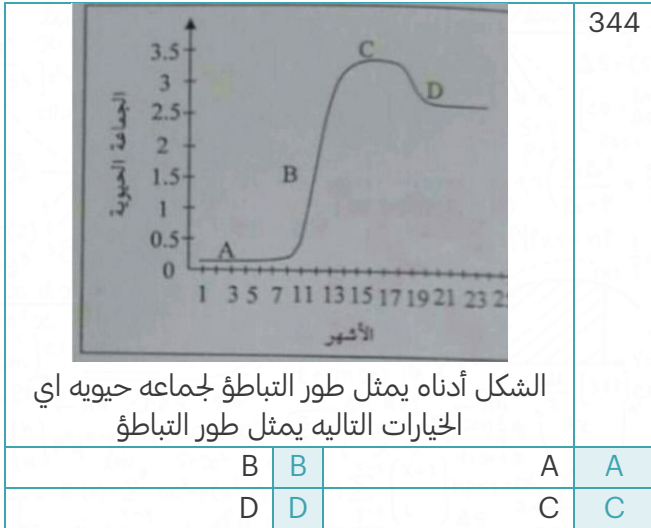 344
3.5
3
2.5
2
1.5
1
0.5
0
الجماعة الحيوية
A
B
C
D
1 3 5 7 11 13 15 17 19 21 23 2
الأشهر
الشكل أدناه يمثل طور التباطؤ لجماعه حيويه اي
الخيارات التاليه يمثل طور التباطؤ
A A B B
C C D D